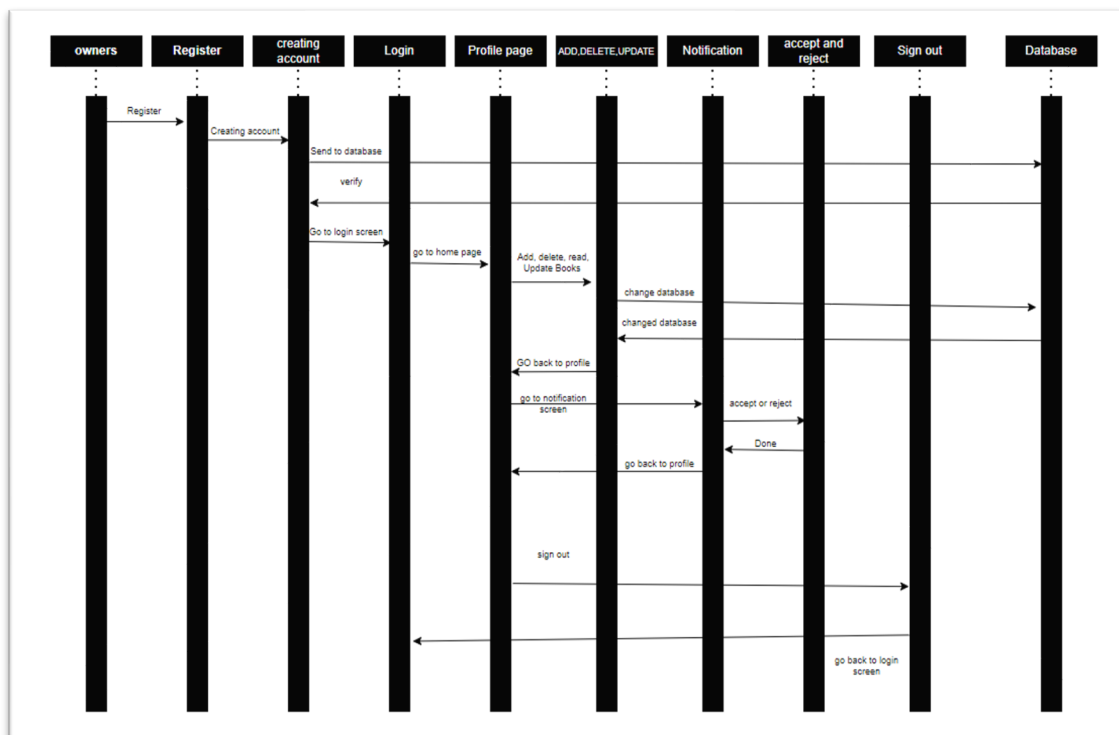 owners
Register
creating
account
Login
Profile page
ADD,DELETE,UPDATE
Notification
accept and
reject
Sign out
Database
Register
Creating account
Send to database
verify
Go to login screen
go to home page
Add, delete, read,
Update Books
change database
changed database
GO back to profile
go to notification
screen
accept or reject
Done
go back to profile
sign out
go back to login
screen